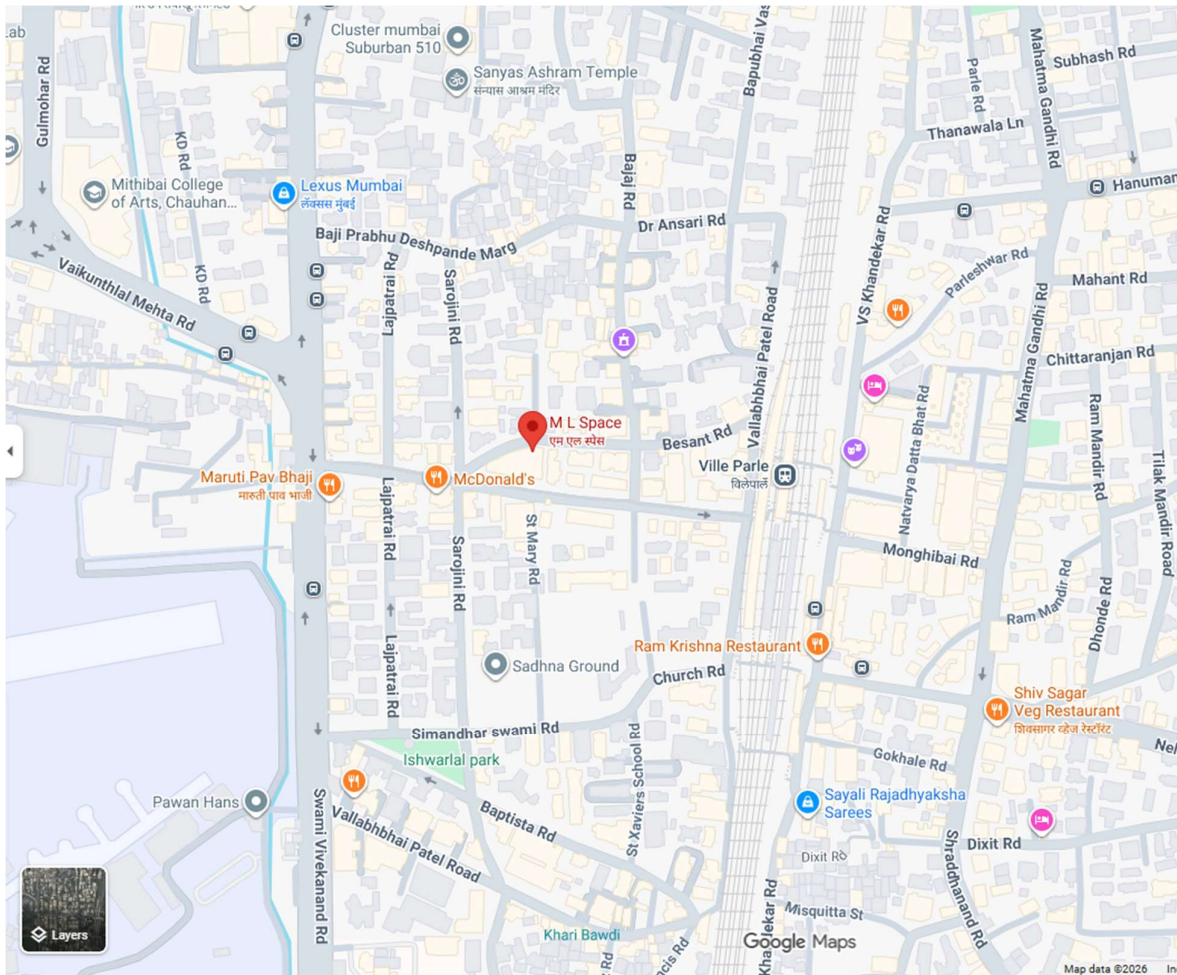 Lab
Gulmohar Rd
Cluster mumbai
Suburban 510
Sanyas Ashram Temple
संन्यास आश्रम मंदिर
Bapubhai Vas
Mahatma Gandhi Rd
Subhash Rd
Parle Rd
Thanawala Ln
KD Rd
Mithibai College
of Arts, Chauhan...
Lexus Mumbai
लेक्सस मुंबई
Bajaj Rd
Hanuman
Dr Ansari Rd
Baji Prabhu Deshpande Marg
VS Khandekar Rd
Parleshwar Rd
Mahant Rd
KD Rd
Vaikunthlal Mehta Rd
Lajpatrai Rd
Sarojini Rd
Vallabhbhai Patel Road
Mahatma Gandhi Rd
Chittaranjan Rd
Natvarya Datta Bhat Rd
Ram Mandir Rd
Tilak Mandir Road
M L Space
एम एल स्पेस
Besant Rd
Ville Parle
विलेपार्ले
Maruti Pav Bhaji
मारुती पाव भाजी
McDonald's
Lajpatrai Rd
Sarojini Rd
St Mary Rd
Monghibai Rd
Ram Mandir Rd
Dhonde Rd
Lajpatrai Rd
Sadhna Ground
Ram Krishna Restaurant
Church Rd
Shiv Sagar
Veg Restaurant
शिवसागर व्हेज रेस्टॉरंट
Simandhar swami Rd
Ishwarlal park
St Xaviers School Rd
Gokhale Rd
Nel
Pawan Hans
Swami Vivekanand Rd
Vallabhbhai Patel Road
Baptista Rd
Sayali Rajadhyaksha
Sarees
Dixit Rd
Dixit Rd
Shraddhanand Rd
Misquitta St
Khari Bawdi
Layers
Google Maps
Map data ©2026
In